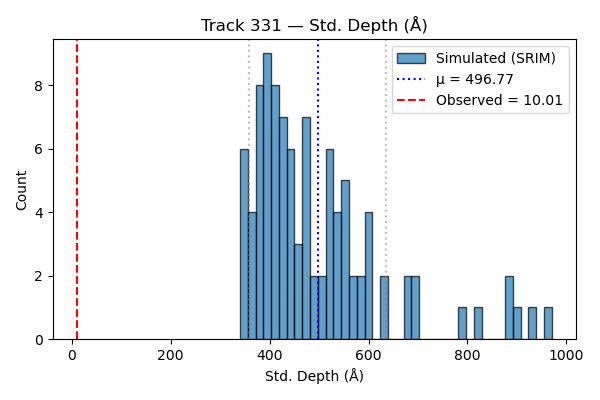 Track 331 — Std. Depth (Å)
Simulated (SRIM)
μ = 496.77
Observed = 10.01
Count
8
6
4
2
0
0 200 400 600 800 1000
Std. Depth (Å)